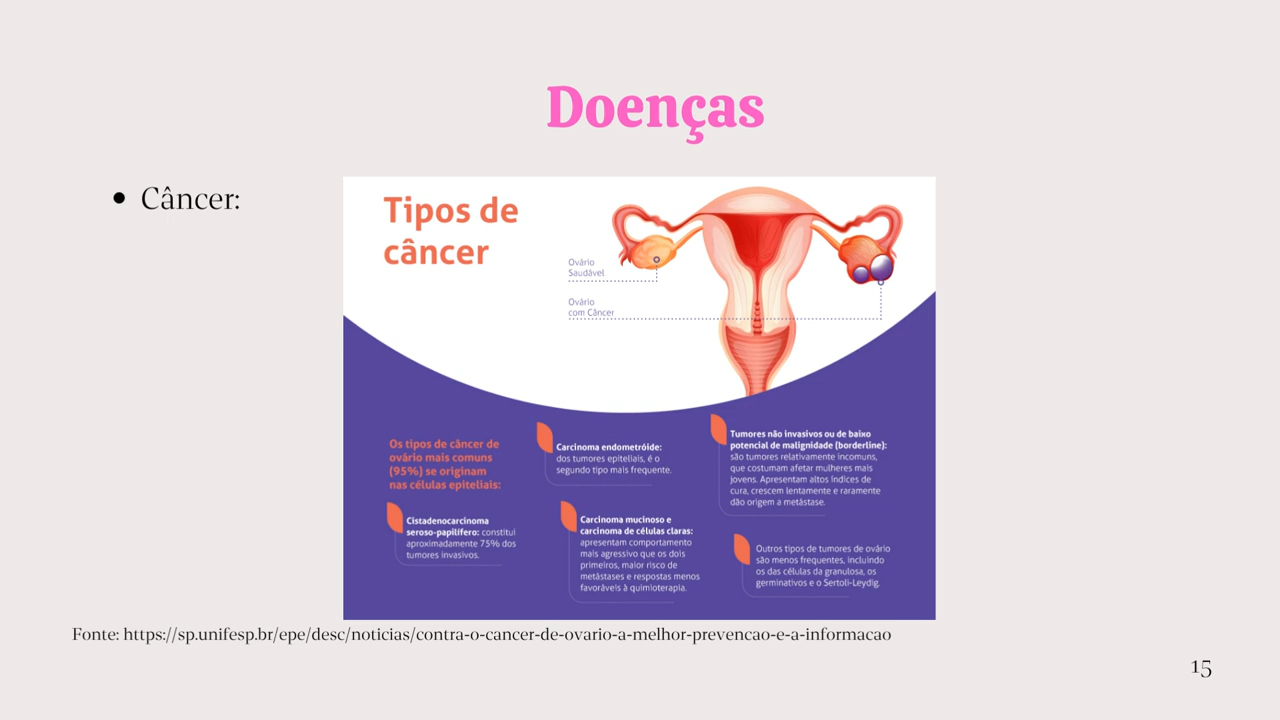 Doenças
• Câncer:
Tipos de
câncer
Ovário
Saudável
Ovário
com Câncer
Os tipos de câncer de
ovário mais comuns
(95%) se originam
nas células epiteliais:
Cistadenocarcinoma
seroso-papilífero: constitui
aproximadamente 75% dos
tumores invasivos.
Carcinoma endometróide:
dos tumores epiteliais, é o
segundo tipo mais frequente.
Carcinoma mucinoso e
carcinoma de células claras:
apresentam comportamento
mais agressivo que os dois
primeiros, maior risco de
metástases e respostas menos
favoráveis à quimioterapia.
Tumores não invasivos ou de baixo
potencial de malignidade (borderline):
são tumores relativamente incomuns,
que costumam afetar mulheres mais
jovens. Apresentam altos índices de
cura, crescem lentamente e raramente
dão origem a metástase.
Outros tipos de tumores de ovário
são menos frequentes, incluindo
os das células da granulosa, os
germinativos e o Sertoli-Leydig.
Fonte: https://sp.unifesp.br/epe/desc/noticias/contra-o-cancer-de-ovario-a-melhor-prevencao-e-a-informacao
15